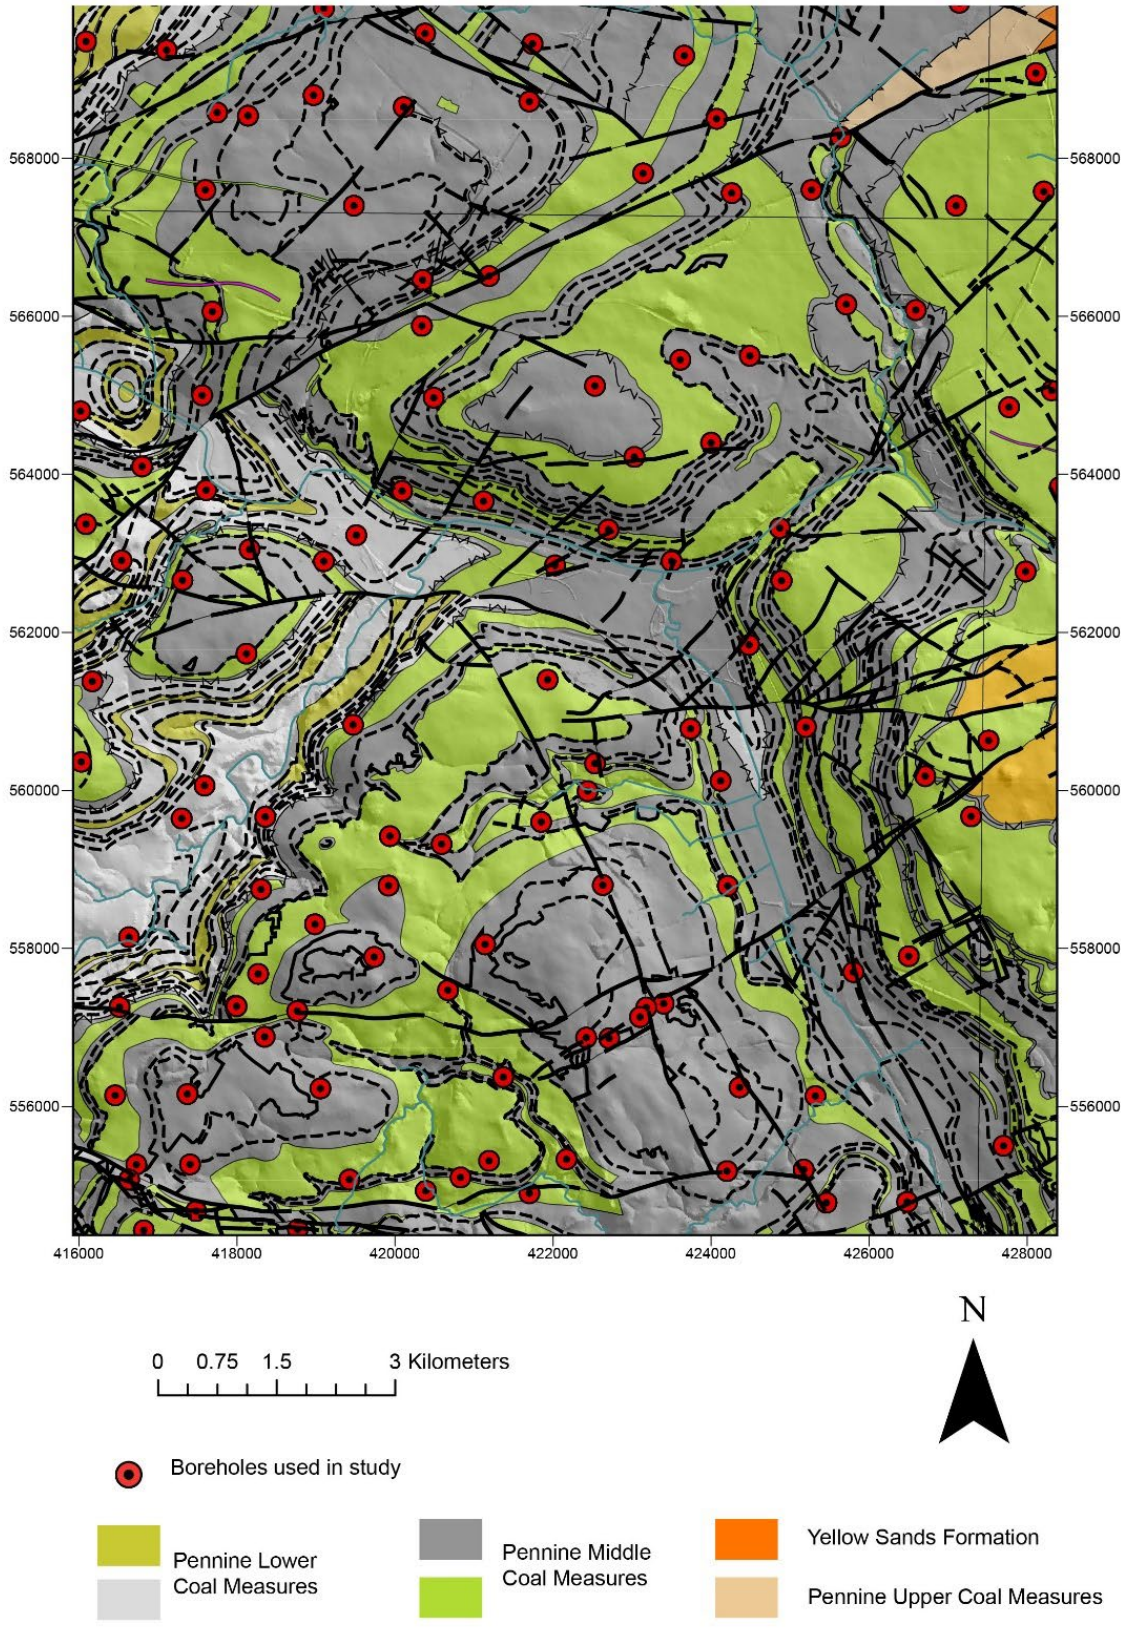 568000 568000
566000 566000
564000 564000
562000 562000
560000 560000
558000 558000
556000 556000
416000 418000 420000 422000 424000 426000 428000
N
0 0.75 1.5 3 Kilometers
Boreholes used in study
Pennine Lower
Coal Measures
Pennine Middle
Coal Measures
Yellow Sands Formation
Pennine Upper Coal Measures